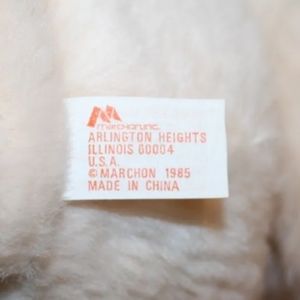 marchon, inc.
ARLINGTON HEIGHTS
ILLINOIS 60004
U.S.A.
© MARCHON 1985
MADE IN CHINA